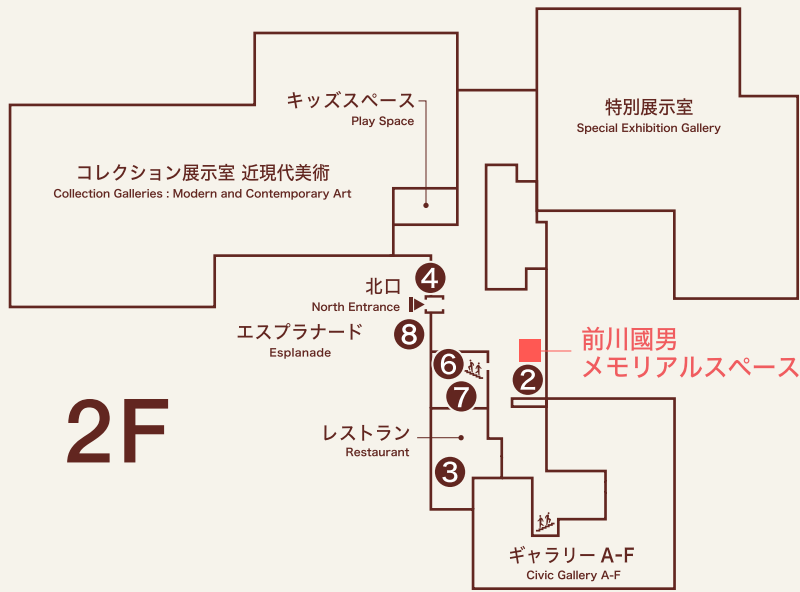 キッズスペース
Play Space
特別展示室
Special Exhibition Gallery
コレクション展示室 近現代美術
Collection Galleries : Modern and Contemporary Art
4
北口
North Entrance
エスプラナード
Esplanade
8
6
7
前川國男
メモリアルスペース
2
2F
レストラン
Restaurant
3
ギャラリー A-F
Civic Gallery A-F